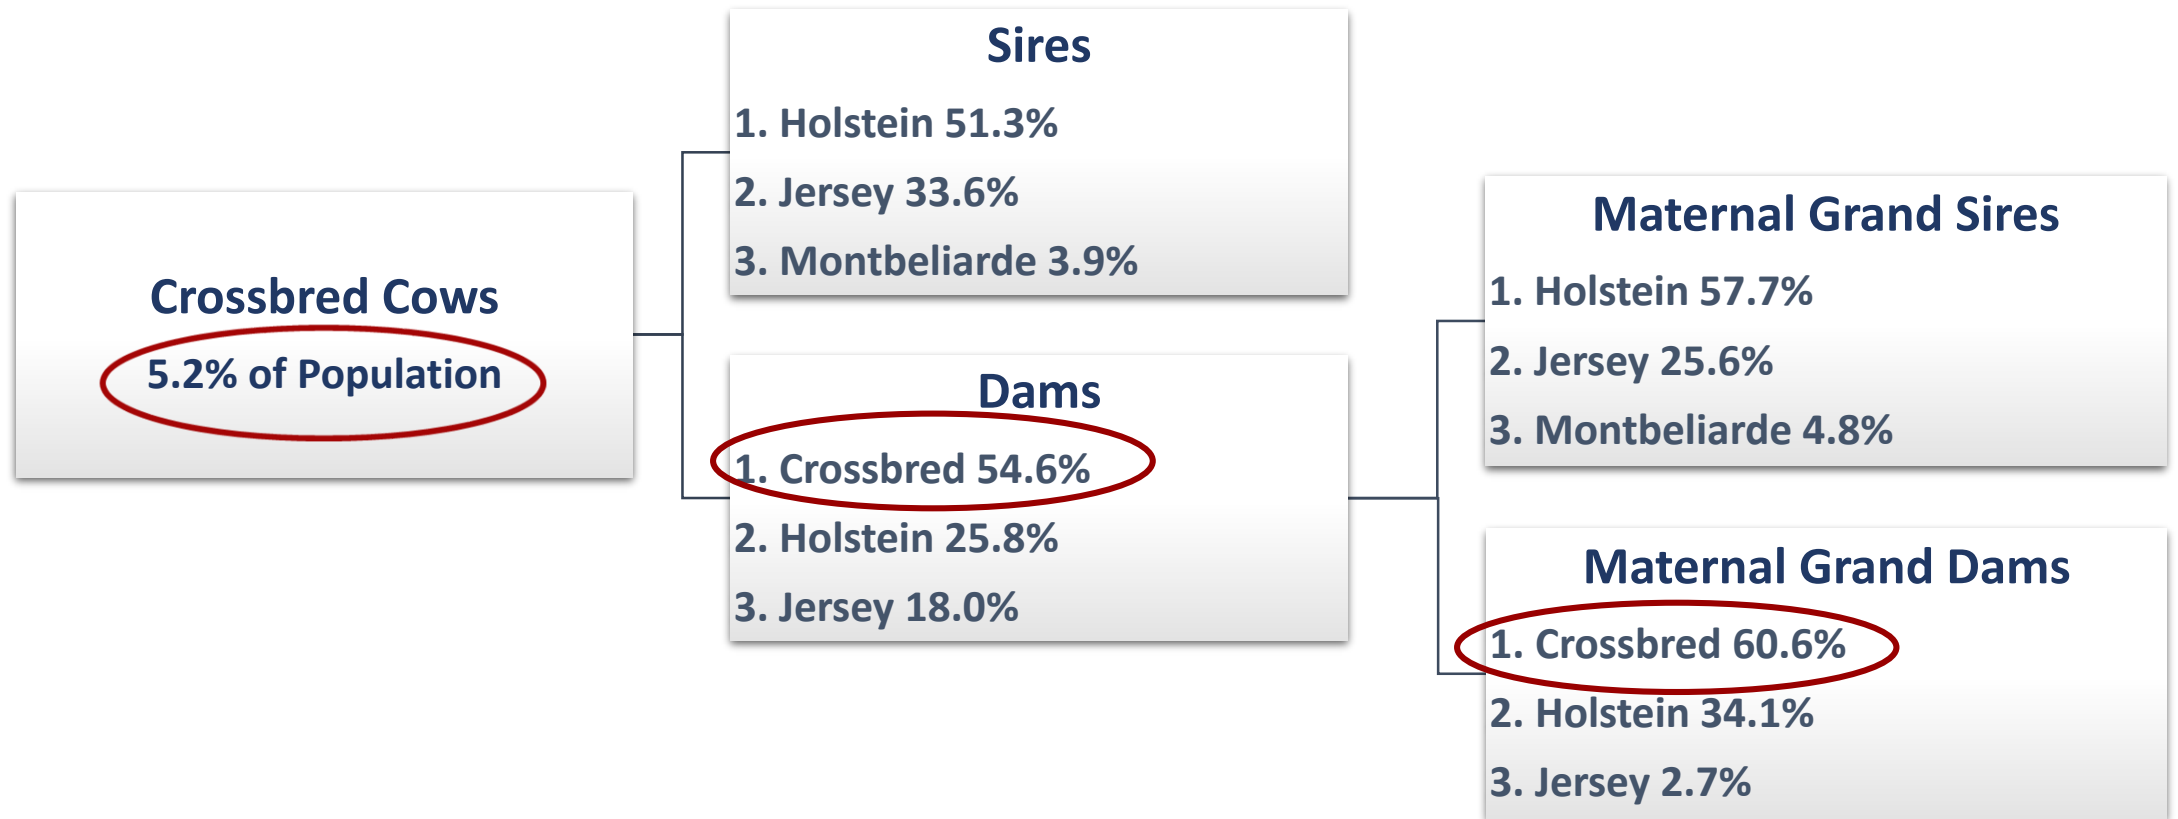 Crossbred Cows
5.2% of Population
Sires
1. Holstein 51.3%
2. Jersey 33.6%
3. Montbeliarde 3.9%
Dams
1. Crossbred 54.6%
2. Holstein 25.8%
3. Jersey 18.0%
Maternal Grand Sires
1. Holstein 57.7%
2. Jersey 25.6%
3. Montbeliarde 4.8%
Maternal Grand Dams
1. Crossbred 60.6%
2. Holstein 34.1%
3. Jersey 2.7%